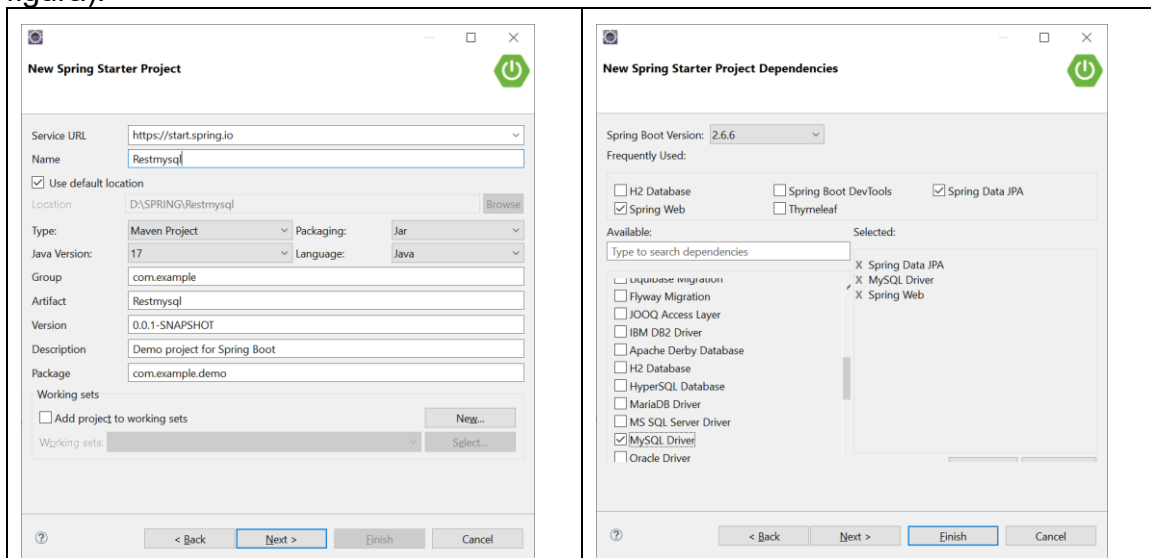 New Spring Starter Project
Service URL https://start.spring.io
Name Restmysql
Use default location
Location D:\SPRING\Restmysql Browse
Type: Maven Project Packaging: Jar
Java Version: 17 Language: Java
Group com.example
Artifact Restmysql
Version 0.0.1-SNAPSHOT
Description Demo project for Spring Boot
Package com.example.demo
Working sets
Add project to working sets New...
Working sets: Select...
? < Back Next > Finish Cancel
New Spring Starter Project Dependencies
Spring Boot Version: 2.6.6
Frequently Used:
H2 Database Spring Boot DevTools Spring Data JPA
Spring Web Thymeleaf
Available: Selected:
Type to search dependencies
X Spring Data JPA
Liquibase Migration X MySQL Driver
Flyway Migration X Spring Web
JOOQ Access Layer
IBM DB2 Driver
Apache Derby Database
H2 Database
HyperSQL Database
MariaDB Driver
MS SQL Server Driver
MySQL Driver
Oracle Driver
? < Back Next > Finish Cancel